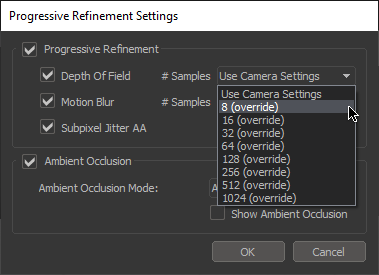 Progressive Refinement Settings
Progressive Refinement
Depth Of Field # Samples Use Camera Settings
Use Camera Settings
Motion Blur # Samples 8 (override)
16 (override)
Subpixel Jitter AA 32 (override)
64 (override)
128 (override)
Ambient Occlusion 256 (override)
512 (override)
Ambient Occlusion Mode: A 1024 (override)
Show Ambient Occlusion
OK Cancel